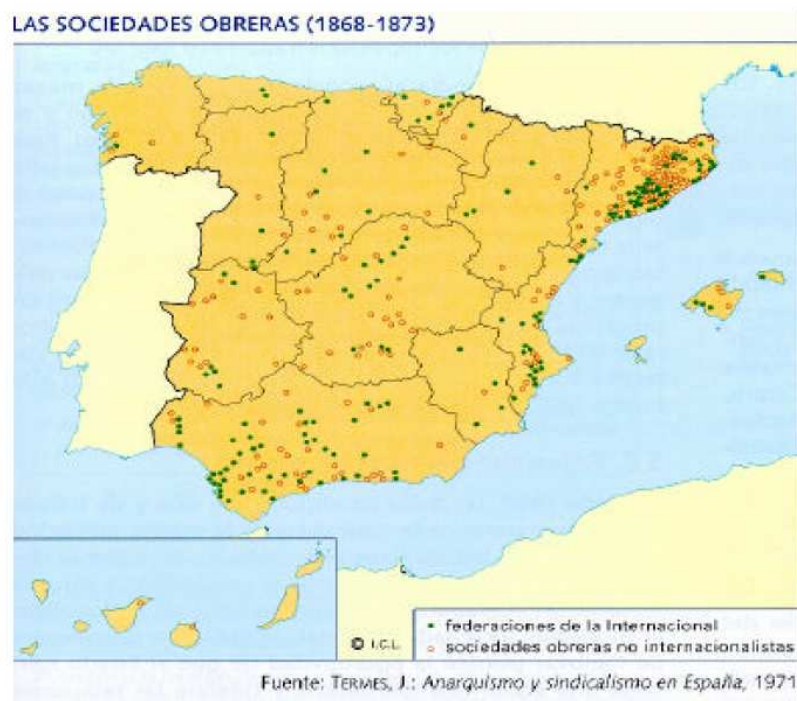 LAS SOCIEDADES OBRERAS (1868-1873)
© I.C.L.
federaciones de la Internacional
sociedades obreras no internacionalistas
Fuente: TERMES, J.: Anarquismo y sindicalismo en España, 1971